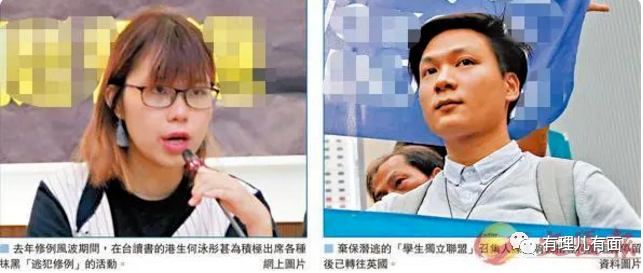 ■ 去年修例風波期間，在台讀書的港生何泳彤甚為積極出席各種
抹黑「逃犯修例」的活動。 網上圖片
■ 棄保潛逃的「學生獨立聯盟」召集人 留
後已轉往英國。 資料圖片
有理儿有面